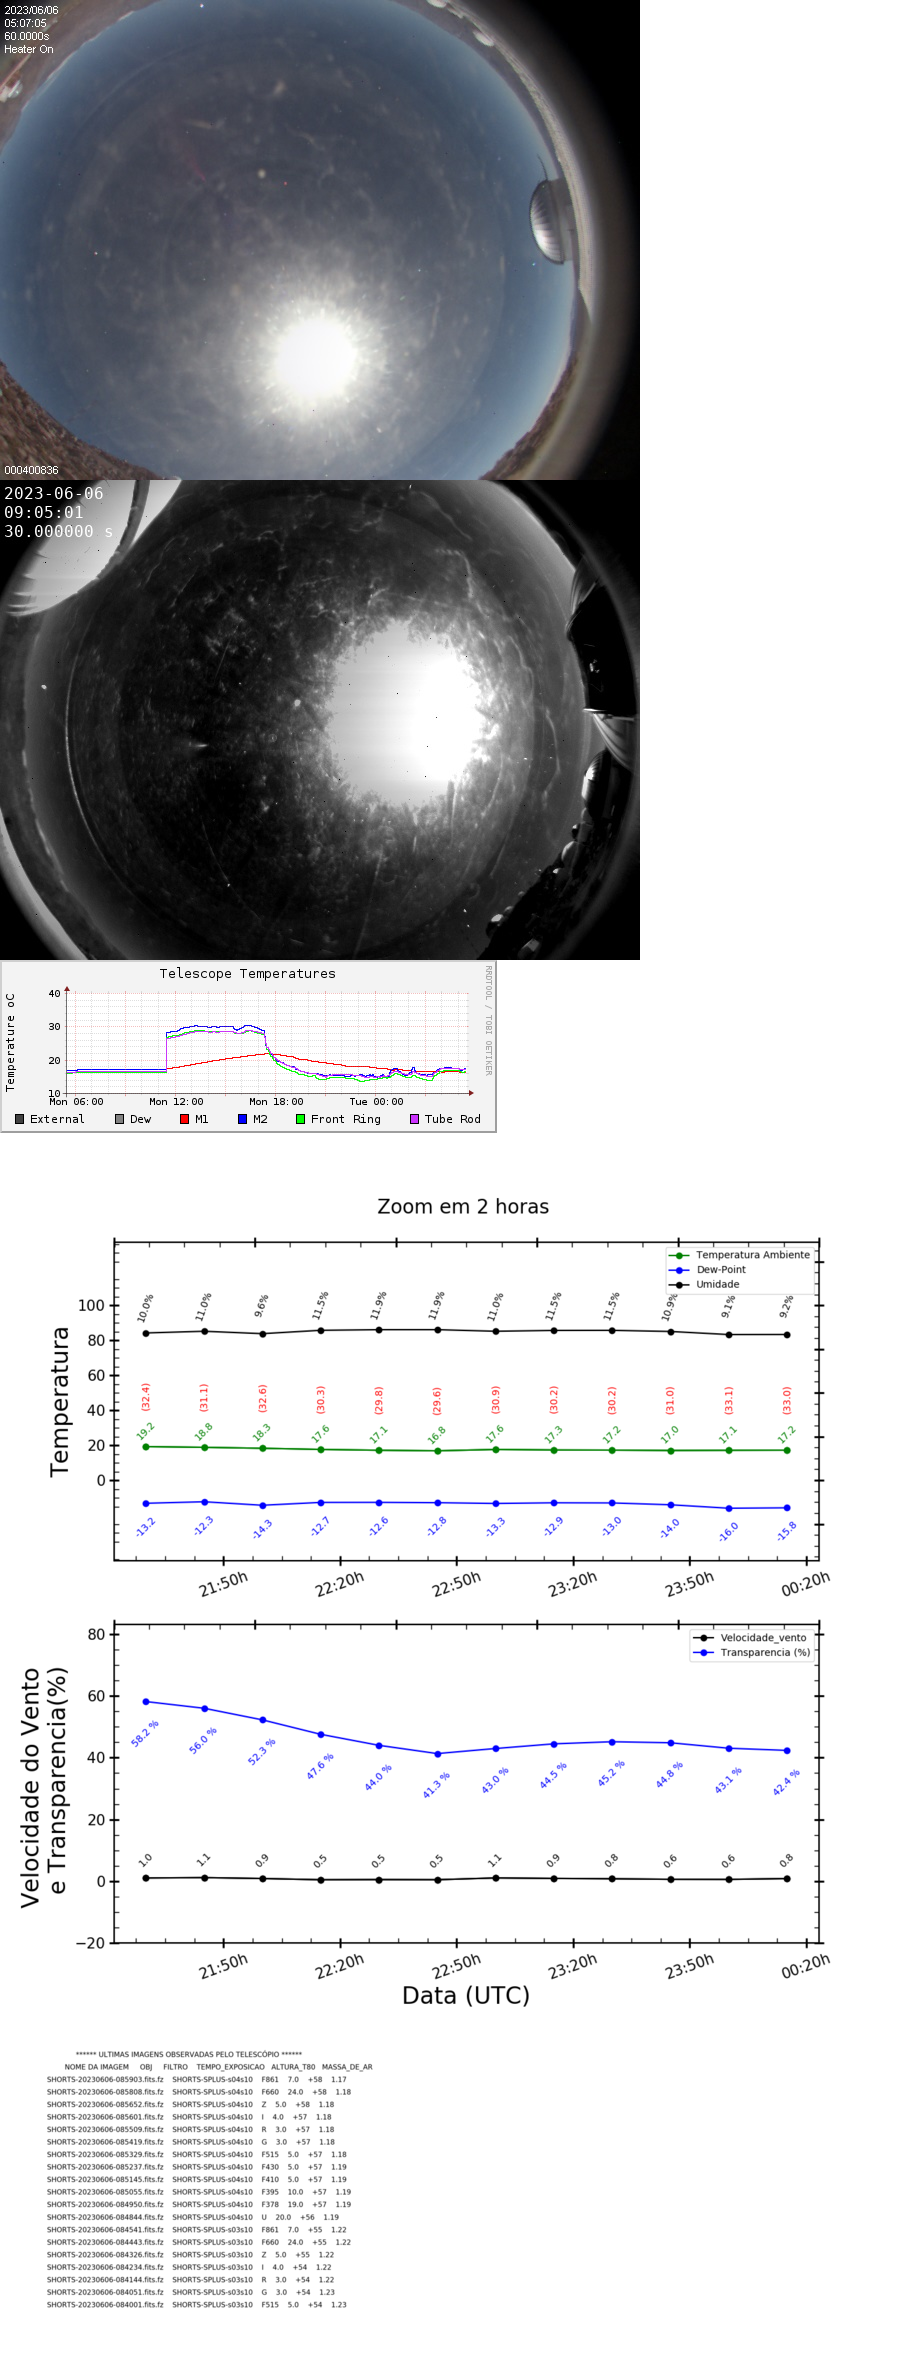 2023/06/06
05:07:05
60.0000s
Heater On
000400836
2023-06-06
09:05:01
30.000000 s
Telescope Temperatures
RRDTOOL / TOBI OETIKER
Temperature oC
40
30
20
10
Mon 06:00 Mon 12:00 Mon 18:00 Tue 00:00
External Dew M1 M2 Front Ring Tube Rod
Zoom em 2 horas
Temperatura Ambiente
Dew-Point
Umidade
Temperatura
100
80
60
40
20
0
10.0% 11.0% 9.6% 11.5% 11.9% 11.9% 11.0% 11.5% 11.5% 10.9% 9.1% 9.2%
(32.4) (31.1) (32.6) (30.3) (29.8) (29.6) (30.9) (30.2) (30.2) (31.0) (33.1) (33.0)
19.2 18.8 18.3 17.6 17.1 16.8 17.6 17.3 17.2 17.0 17.1 17.2
-13.2 -12.3 -14.3 -12.7 -12.6 -12.8 -13.3 -12.9 -13.0 -14.0 -16.0 -15.8
21:50h 22:20h 22:50h 23:20h 23:50h 00:20h
Velocidade_vento
Transparencia (%)
Velocidade do Vento
e Transparencia(%)
80
60
40
20
0
−20
58.2 % 56.0 % 52.3 % 47.6 % 44.0 % 41.3 % 43.0 % 44.5 % 45.2 % 44.8 % 43.1 % 42.4 %
1.0 1.1 0.9 0.5 0.5 0.5 1.1 0.9 0.8 0.6 0.6 0.8
21:50h 22:20h 22:50h 23:20h 23:50h 00:20h
Data (UTC)
****** ULTIMAS IMAGENS OBSERVADAS PELO TELESCÓPIO ******
NOME DA IMAGEM OBJ FILTRO TEMPO_EXPOSICAO ALTURA_T80 MASSA_DE_AR
SHORTS-20230606-085903.fits.fz SHORTS-SPLUS-s04s10 F861 7.0 +58 1.17
SHORTS-20230606-085808.fits.fz SHORTS-SPLUS-s04s10 F660 24.0 +58 1.18
SHORTS-20230606-085652.fits.fz SHORTS-SPLUS-s04s10 Z 5.0 +58 1.18
SHORTS-20230606-085601.fits.fz SHORTS-SPLUS-s04s10 I 4.0 +57 1.18
SHORTS-20230606-085509.fits.fz SHORTS-SPLUS-s04s10 R 3.0 +57 1.18
SHORTS-20230606-085419.fits.fz SHORTS-SPLUS-s04s10 G 3.0 +57 1.18
SHORTS-20230606-085329.fits.fz SHORTS-SPLUS-s04s10 F515 5.0 +57 1.18
SHORTS-20230606-085237.fits.fz SHORTS-SPLUS-s04s10 F430 5.0 +57 1.19
SHORTS-20230606-085145.fits.fz SHORTS-SPLUS-s04s10 F410 5.0 +57 1.19
SHORTS-20230606-085055.fits.fz SHORTS-SPLUS-s04s10 F395 10.0 +57 1.19
SHORTS-20230606-084950.fits.fz SHORTS-SPLUS-s04s10 F378 19.0 +57 1.19
SHORTS-20230606-084844.fits.fz SHORTS-SPLUS-s04s10 U 20.0 +56 1.19
SHORTS-20230606-084541.fits.fz SHORTS-SPLUS-s03s10 F861 7.0 +55 1.22
SHORTS-20230606-084443.fits.fz SHORTS-SPLUS-s03s10 F660 24.0 +55 1.22
SHORTS-20230606-084326.fits.fz SHORTS-SPLUS-s03s10 Z 5.0 +55 1.22
SHORTS-20230606-084234.fits.fz SHORTS-SPLUS-s03s10 I 4.0 +54 1.22
SHORTS-20230606-084144.fits.fz SHORTS-SPLUS-s03s10 R 3.0 +54 1.22
SHORTS-20230606-084051.fits.fz SHORTS-SPLUS-s03s10 G 3.0 +54 1.23
SHORTS-20230606-084001.fits.fz SHORTS-SPLUS-s03s10 F515 5.0 +54 1.23